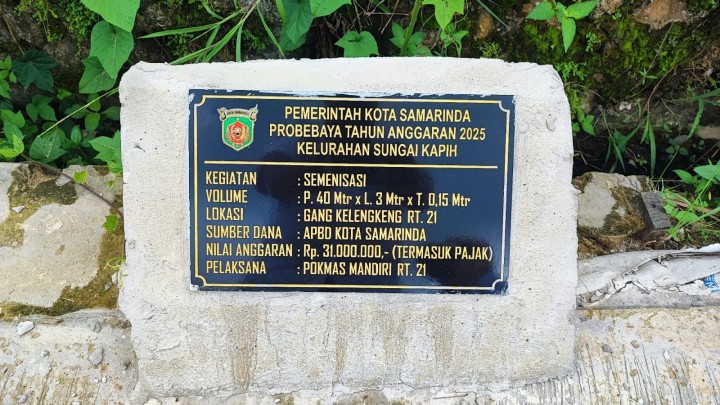 PEMERINTAH KOTA SAMARINDA
PROBEBAYA TAHUN ANGGARAN 2025
KELURAHAN SUNGAI KAPIH
KEGIATAN : SEMENISASI
VOLUME : P. 40 Mtr x L. 3 Mtr x T. 0,15 Mtr
LOKASI : GANG KELENGKENG RT. 21
SUMBER DANA : APBD KOTA SAMARINDA
NILAI ANGGARAN : Rp. 31.000.000,- (TERMASUK PAJAK)
PELAKSANA : POKMAS MANDIRI RT. 21